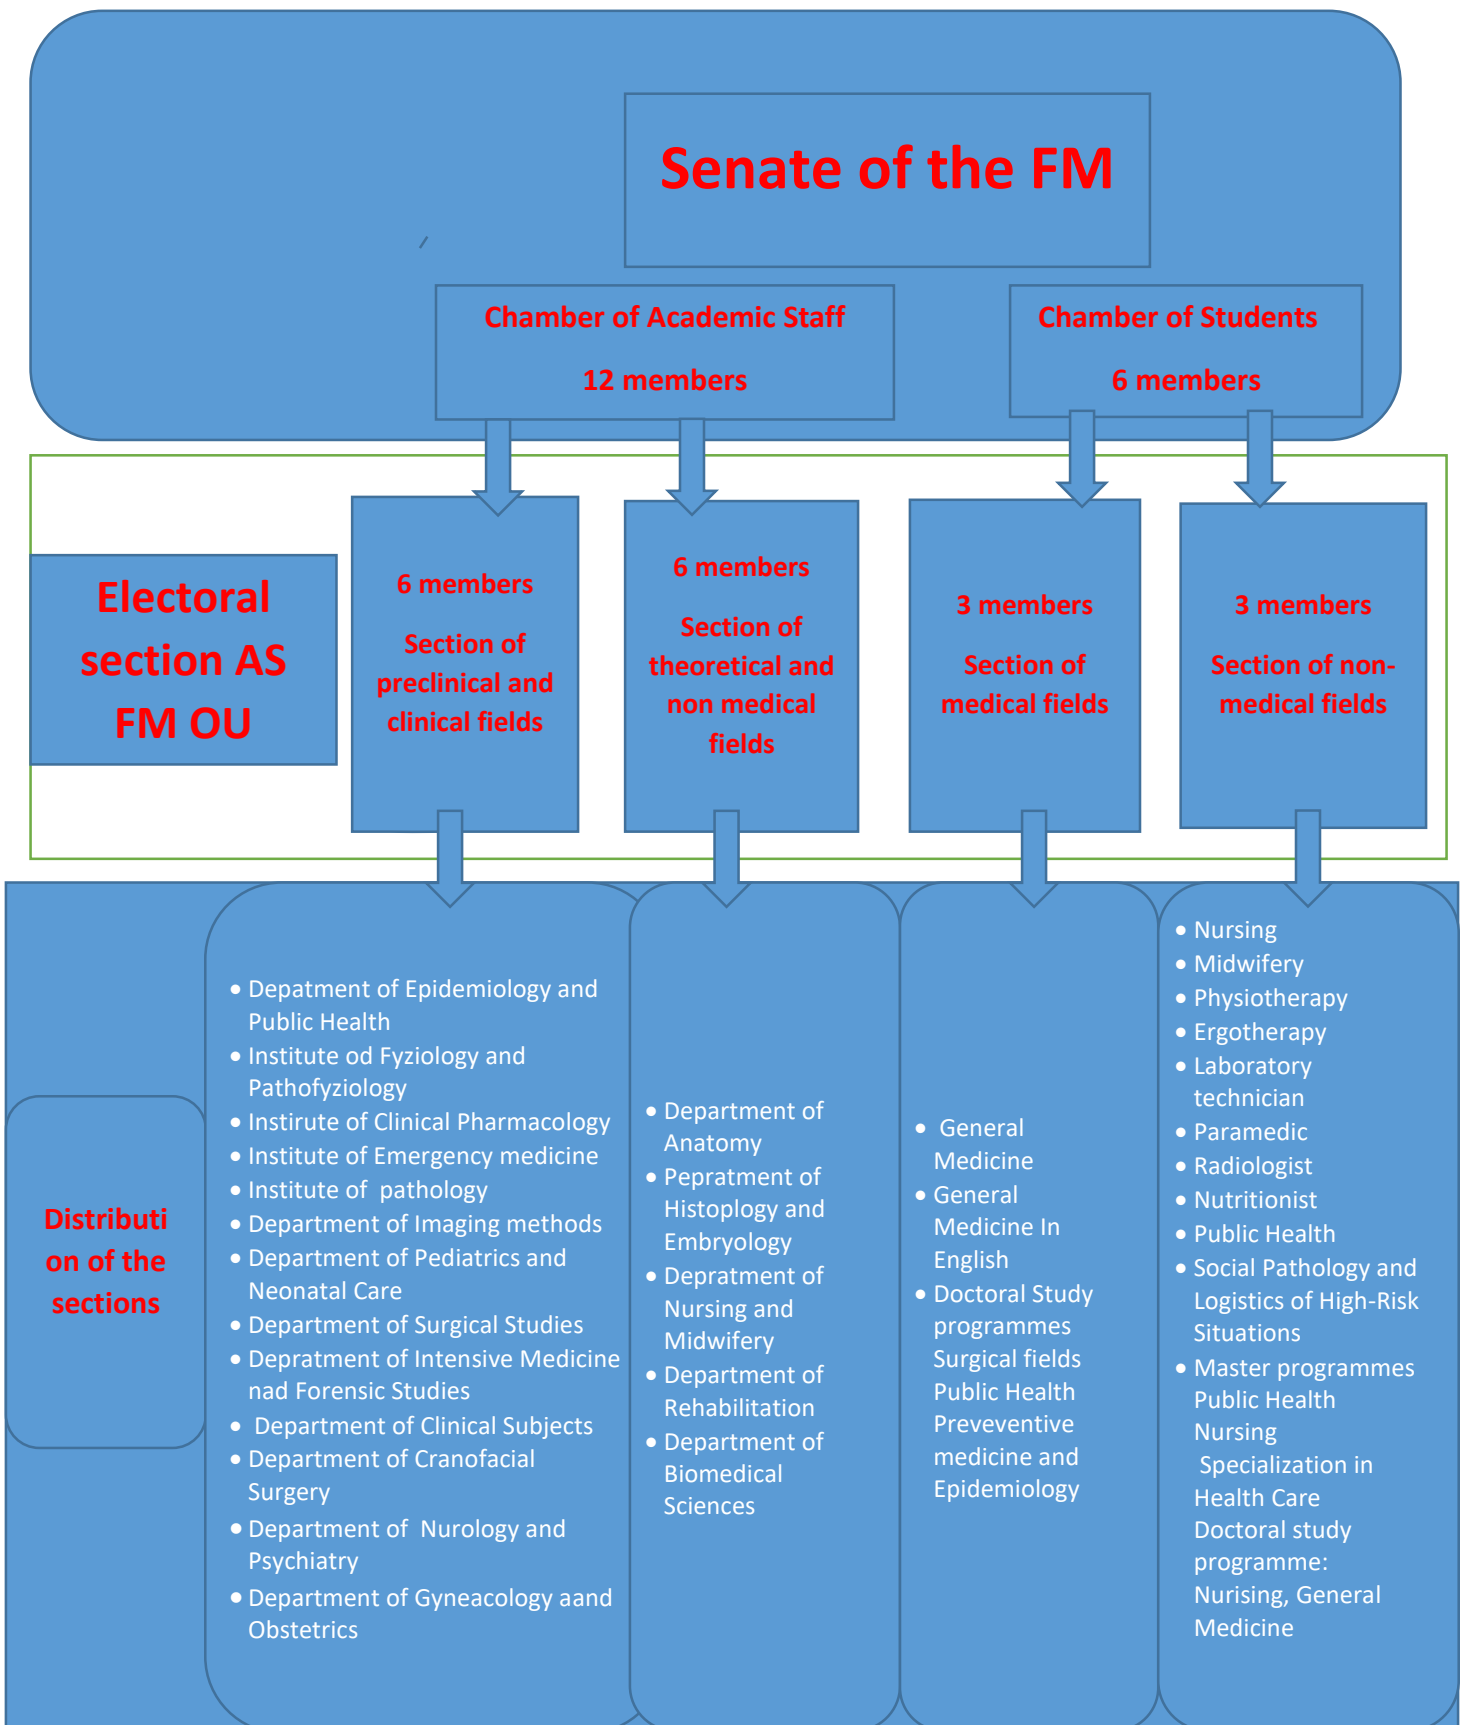 Senate of the FM
Chamber of Academic Staff
12 members
Chamber of Students
6 members
Electoral
section AS
FM OU
6 members
Section of
preclinical and
clinical fields
6 members
Section of
theoretical and
non medical
fields
3 members
Section of
medical fields
3 members
Section of non-
medical fields
Distributi
on of the
sections
• Depatment of Epidemiology and
Public Health
• Institute od Fyziology and
Pathofyziology
• Instirute of Clinical Pharmacology
• Institute of Emergency medicine
• Institute of  pathology
• Department of Imaging methods
• Department of Pediatrics and
Neonatal Care
• Department of Surgical Studies
• Depratment of Intensive Medicine
nad Forensic Studies
• Department of Clinical Subjects
• Department of Cranofacial
Surgery
• Department of  Nurology and
Psychiatry
• Department of Gyneacology aand
Obstetrics
• Department of
Anatomy
• Pepratment of
Histoplogy and
Embryology
• Depratment of
Nursing and
Midwifery
• Department of
Rehabilitation
• Department of
Biomedical
Sciences
• General
Medicine
• General
Medicine In
English
• Doctoral Study
programmes
Surgical fields
Public Health
Preveventive
medicine and
Epidemiology
• Nursing
• Midwifery
• Physiotherapy
• Ergotherapy
• Laboratory
technician
• Paramedic
• Radiologist
• Nutritionist
• Public Health
• Social Pathology and
Logistics of High-Risk
Situations
• Master programmes
Public Health
Nursing
Specialization in
Health Care
Doctoral study
programme:
Nurising, General
Medicine